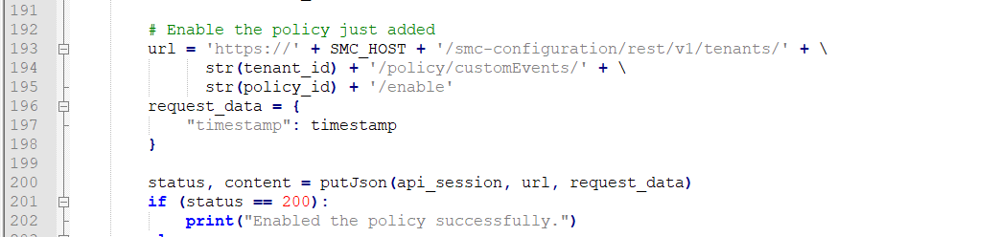 191
192 # Enable the policy just added
193 url = 'https://' + SMC_HOST + '/smc-configuration/rest/v1/tenants/' + \
194 str(tenant_id) + '/policy/customEvents/' + \
195 str(policy_id) + '/enable'
196 request_data = {
197 "timestamp": timestamp
198 }
199
200 status, content = putJson(api_session, url, request_data)
201 if (status == 200):
202 print("Enabled the policy successfully.")